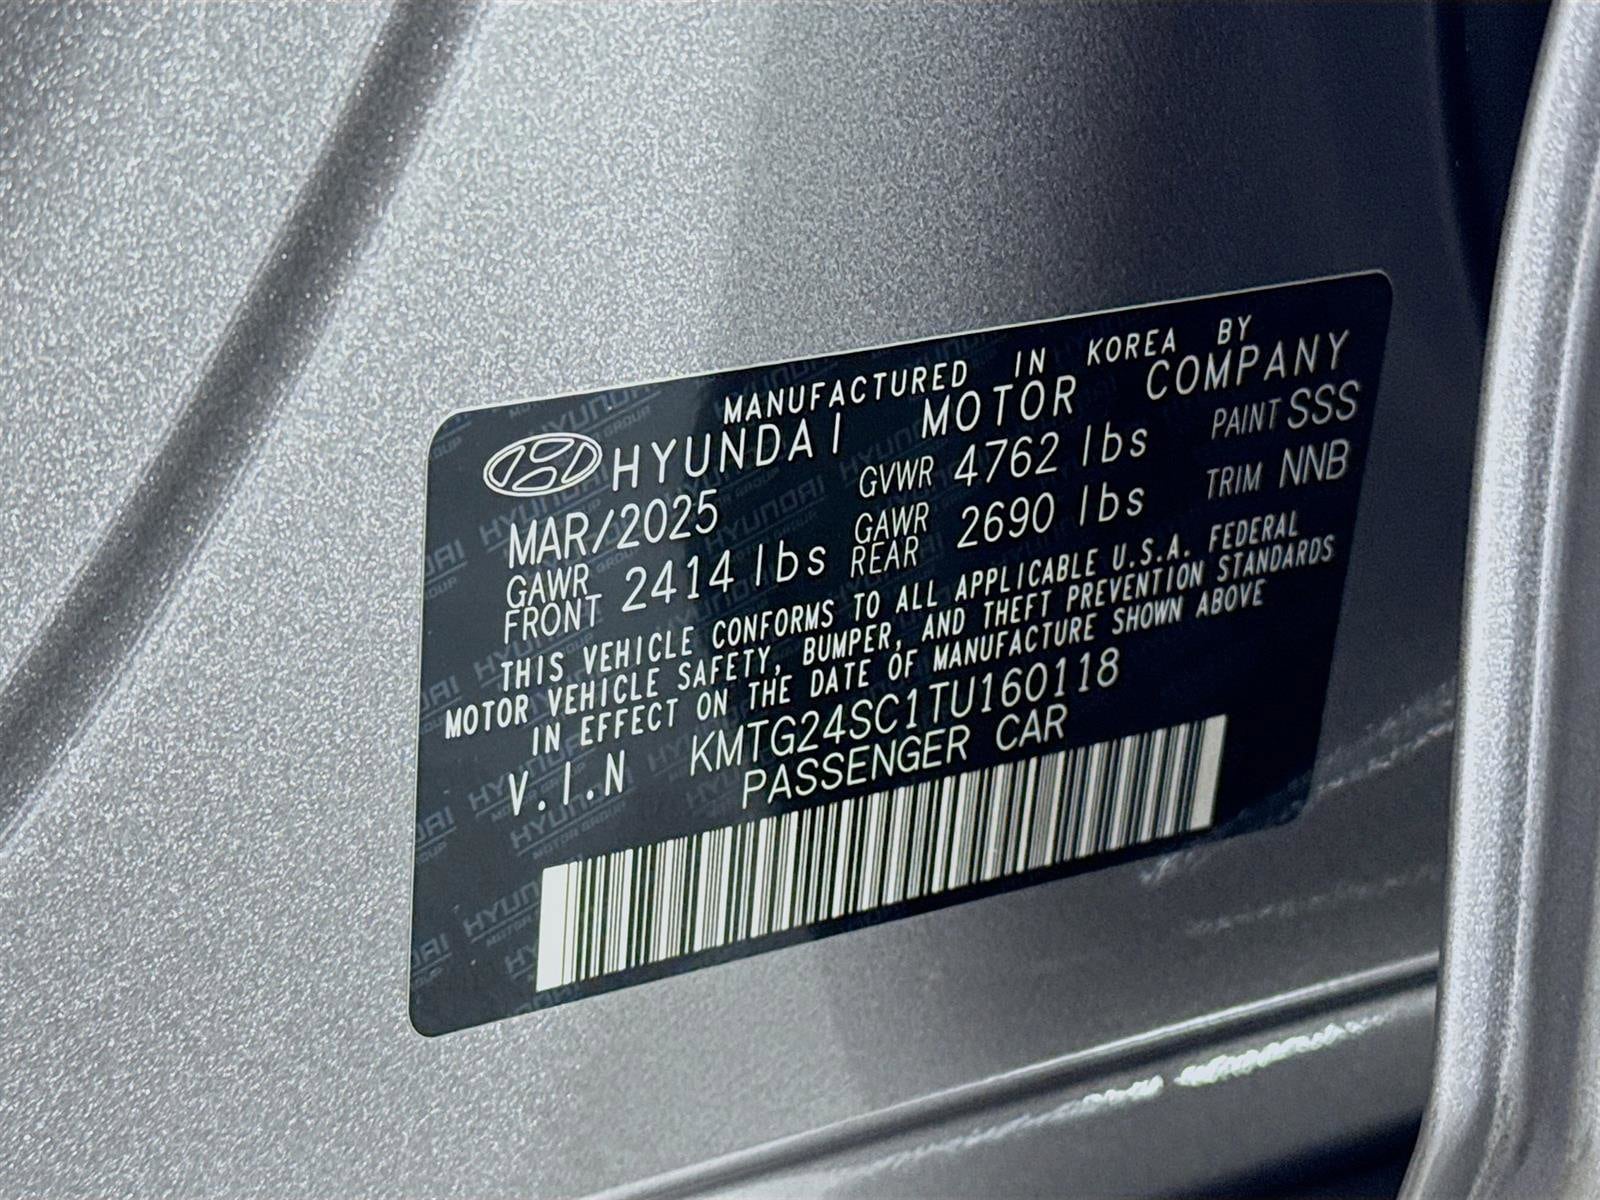 MANUFACTURED IN KOREA BY
HYUNDAI MOTOR COMPANY
MAR/2025 GVWR 4762 lbs PAINT SSS
GAWR FRONT 2414 lbs GAWR REAR 2690 lbs TRIM NNB
THIS VEHICLE CONFORMS TO ALL APPLICABLE U.S.A. FEDERAL
MOTOR VEHICLE SAFETY, BUMPER, AND THEFT PREVENTION STANDARDS
IN EFFECT ON THE DATE OF MANUFACTURE SHOWN ABOVE
V.I.N KMTG24SC1TU160118
PASSENGER CAR